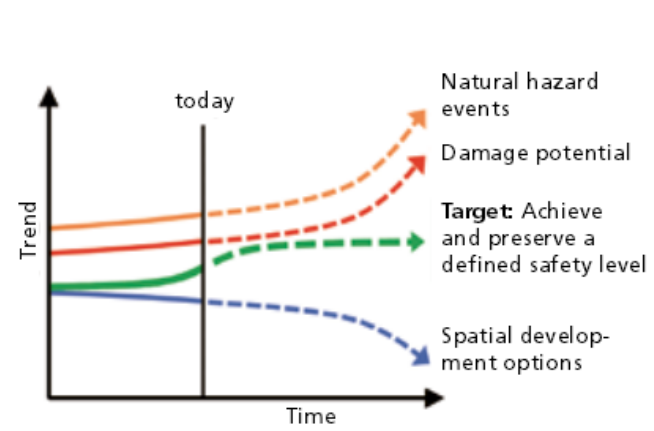 Natural hazard
events
today
Damage potential
Target: Achieve
and preserve a
defined safety level
Trend
Spatial develop-
ment options
Time